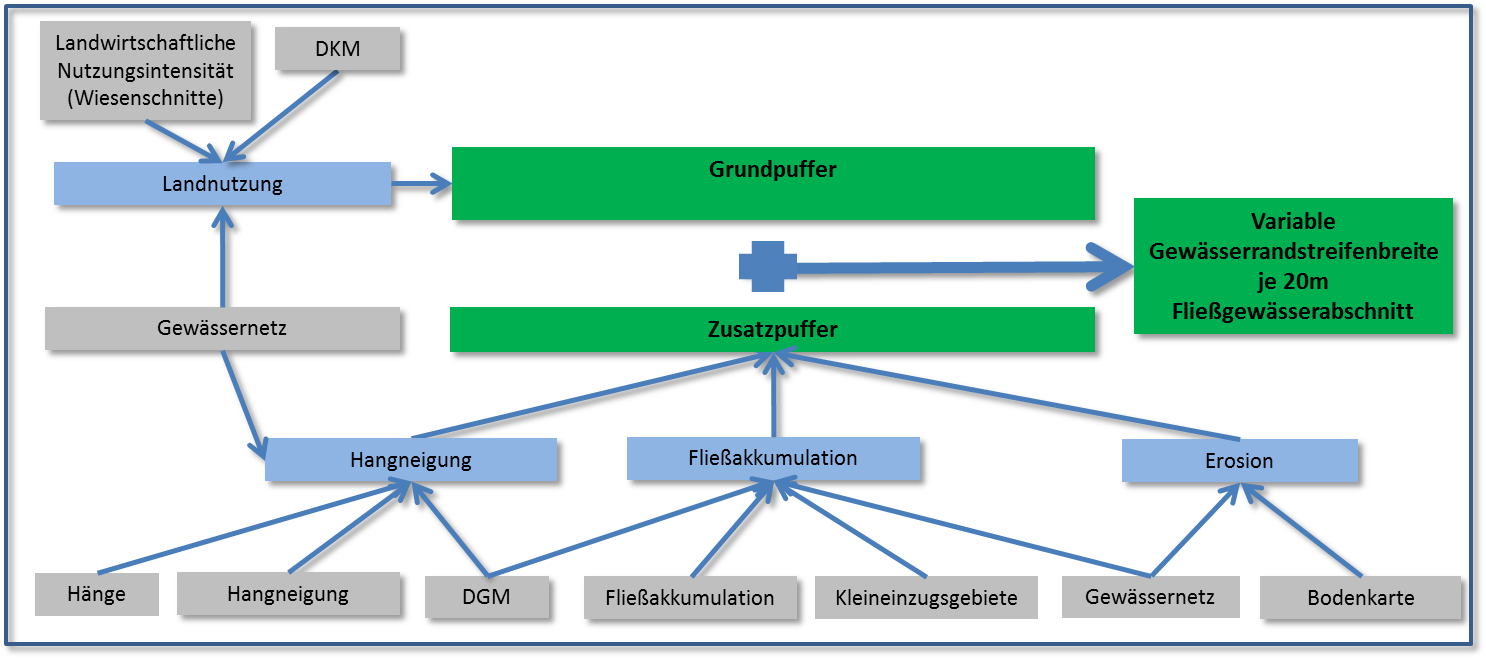 Landwirtschaftliche
Nutzungsintensität
(Wiesenschnitte)
DKM
Landnutzung
Grundpuffer
Variable
Gewässerrandstreifenbreite
je 20m
Fließgewässerabschnitt
Gewässernetz
Zusatzpuffer
Hangneigung
Fließakkumulation
Erosion
Hänge
Hangneigung
DGM
Fließakkumulation
Kleineinzugsgebiete
Gewässernetz
Bodenkarte